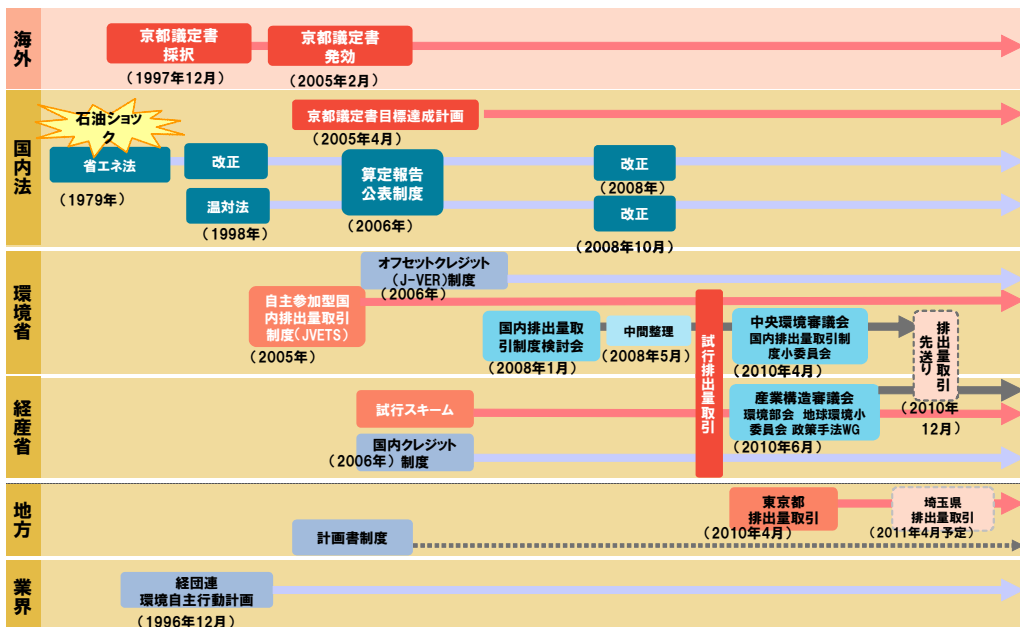 海外
京都議定書
採択
(1997年12月)
京都議定書
発効
(2005年2月)
国内法
石油ショッ
ク
省エネ法
(1979年)
改正
温対法
(1998年)
京都議定書目標達成計画
(2005年4月)
算定報告
公表制度
(2006年)
改正
(2008年)
改正
(2008年10月)
環境省
オフセットクレジット
(J-VER)制度
(2006年)
自主参加型国
内排出量取引
制度(JVETS)
(2005年)
国内排出量取
引制度検討会
(2008年1月)
中間整理
(2008年5月)
試行排出量取引
中央環境審議会
国内排出量取引制
度小委員会
(2010年4月)
排出量取引
先送り
(2010年
12月)
経産省
試行スキーム
国内クレジット
(2006年)制度
産業構造審議会
環境部会 地球環境小
委員会 政策手法WG
(2010年6月)
地方
計画書制度
東京都
排出量取引
(2010年4月)
埼玉県
排出量取引
(2011年4月予定)
業界
経団連
環境自主行動計画
(1996年12月)